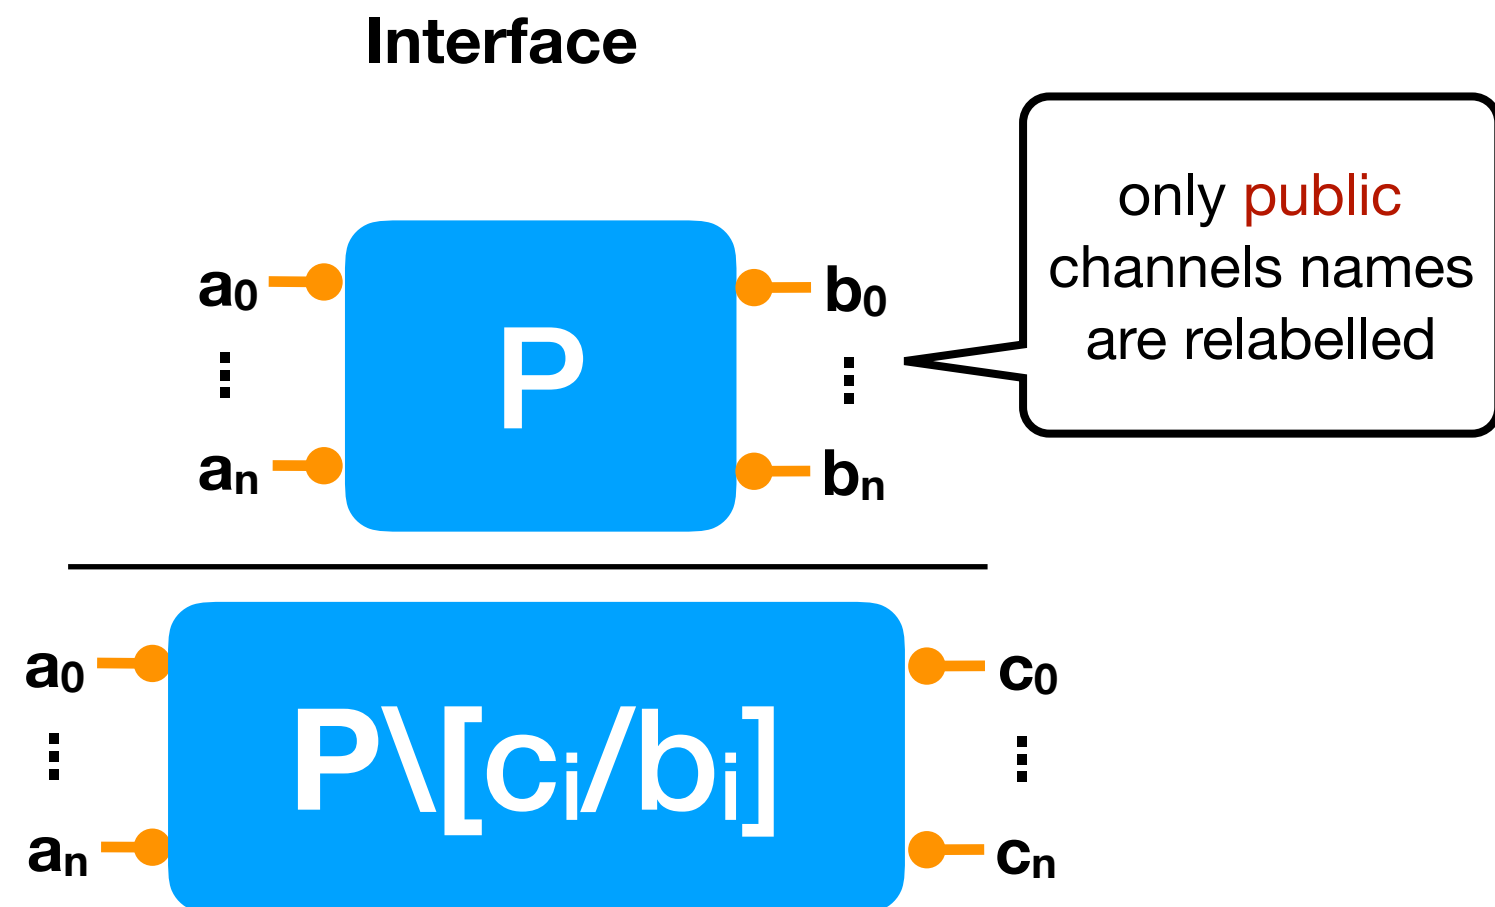 Interface
only public
channels names
are relabelled
a₀
b₀
P
⋮
⋮
aₙ
bₙ
a₀
c₀
P\[cᵢ/bᵢ]
⋮
⋮
aₙ
cₙ